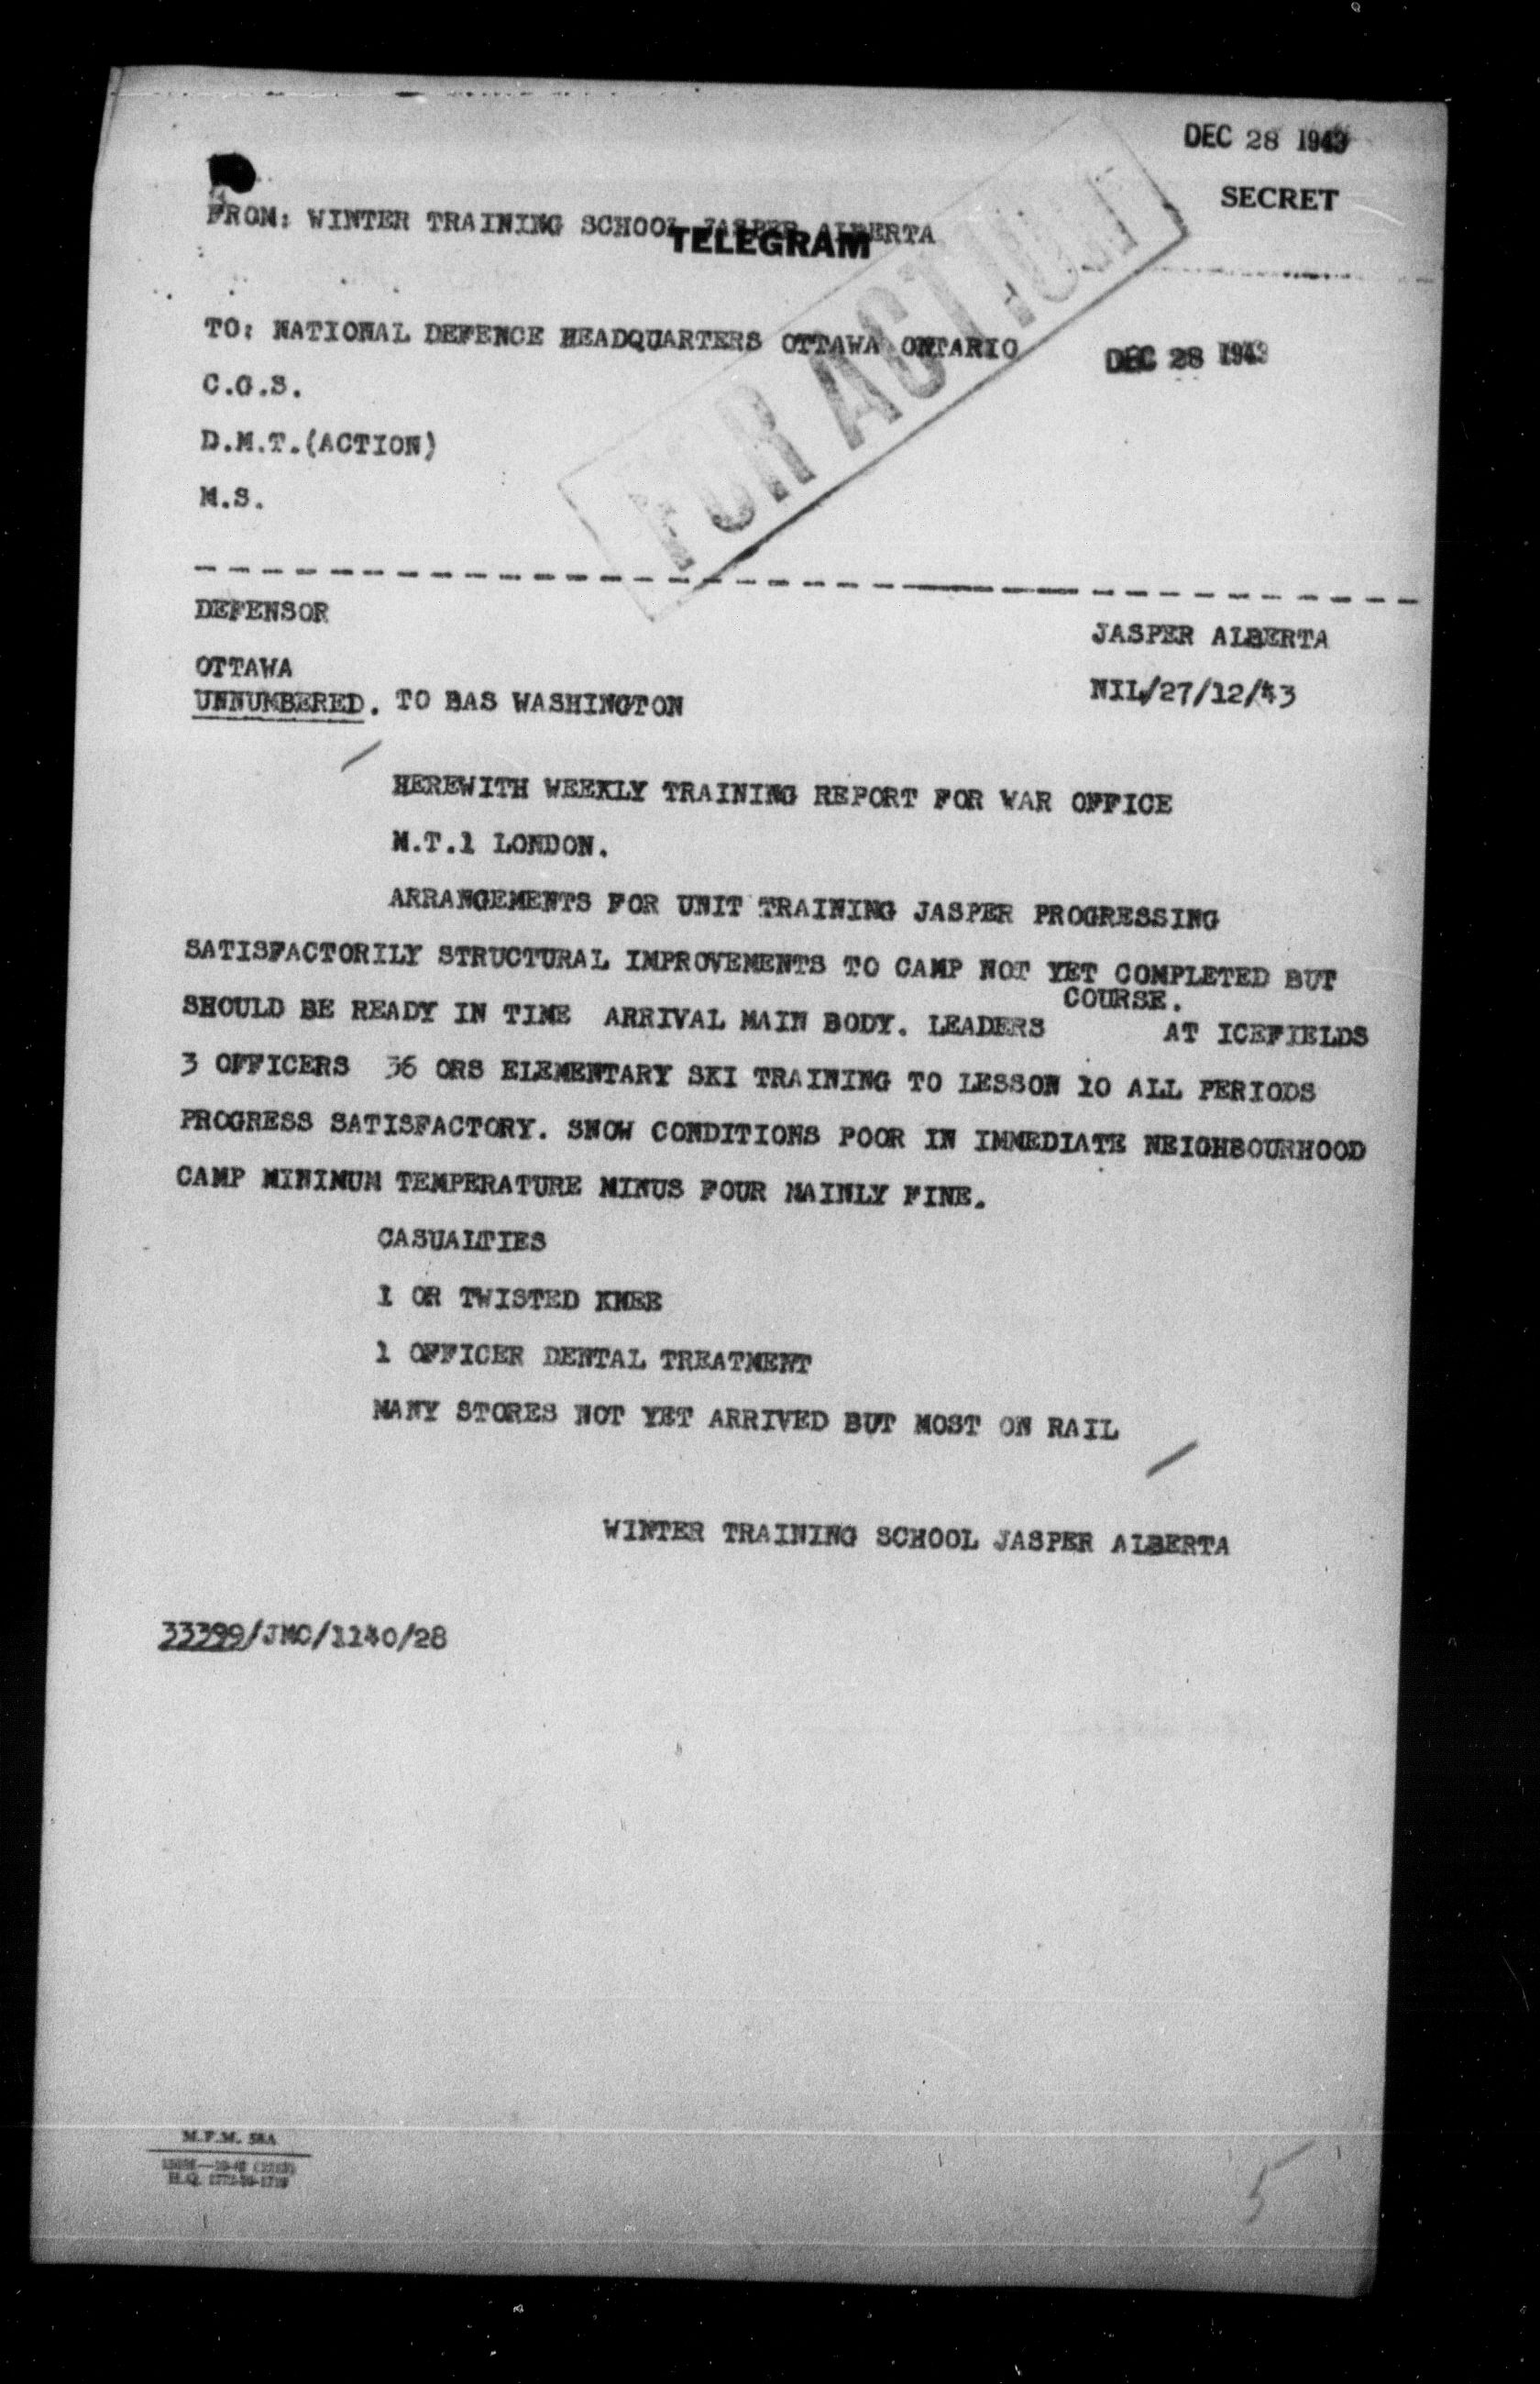 DEC 28 1943
SECRET
FROM: WINTER TRAINING SCHOOL JASPER ALBERTA
TELEGRAM
FOR ACTION
TO: NATIONAL DEFENCE HEADQUARTERS OTTAWA ONTARIO
DEC 28 1943
C.G.S.
D.M.T.(ACTION)
M.S.
DEFENSOR
JASPER ALBERTA
OTTAWA
NIL/27/12/43
UNNUMBERED. TO BAS WASHINGTON
HEREWITH WEEKLY TRAINING REPORT FOR WAR OFFICE
M.T.1 LONDON.
ARRANGEMENTS FOR UNIT TRAINING JASPER PROGRESSING
SATISFACTORILY STRUCTURAL IMPROVEMENTS TO CAMP NOT YET COMPLETED BUT
COURSE.
SHOULD BE READY IN TIME ARRIVAL MAIN BODY. LEADERS AT ICEFIELDS
3 OFFICERS 36 ORS ELEMENTARY SKI TRAINING TO LESSON 10 ALL PERIODS
PROGRESS SATISFACTORY. SNOW CONDITIONS POOR IN IMMEDIATE NEIGHBOURHOOD
CAMP MINIMUM TEMPERATURE MINUS FOUR MAINLY FINE.
CASUALTIES
1 OR TWISTED KNEE
1 OFFICER DENTAL TREATMENT
MANY STORES NOT YET ARRIVED BUT MOST ON RAIL
WINTER TRAINING SCHOOL JASPER ALBERTA
33399/JMC/1140/28
M.F.M. 58A
H.Q.
5